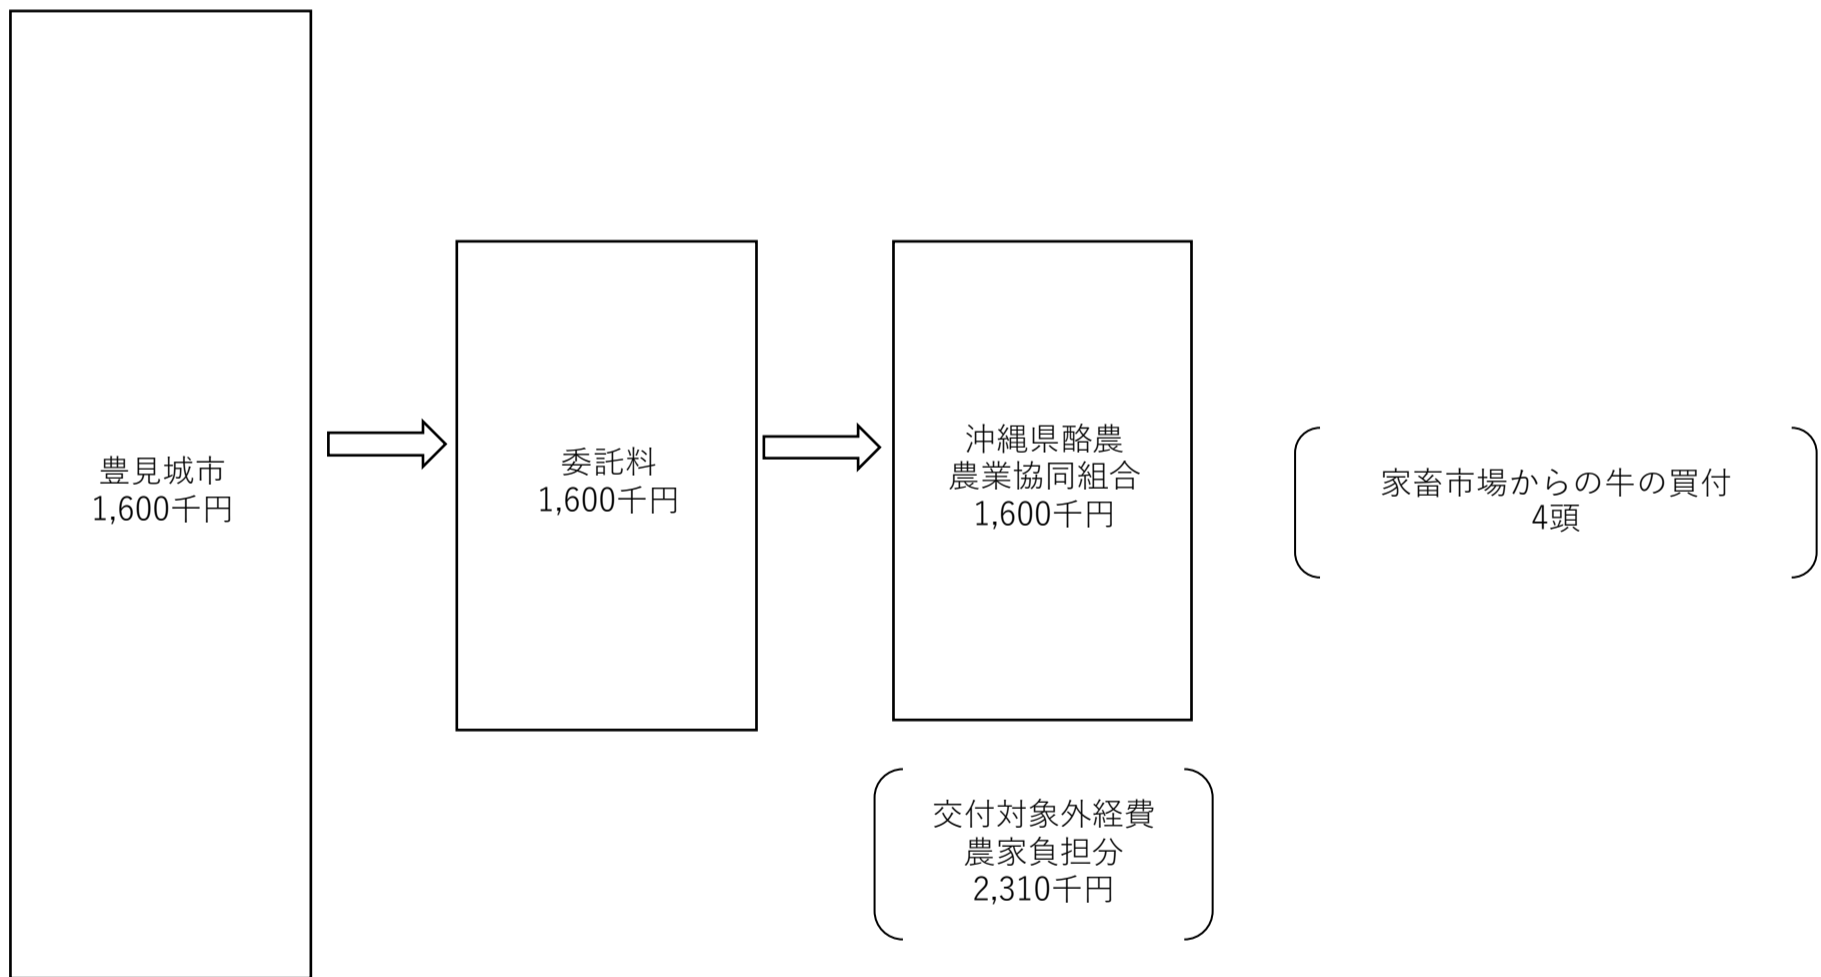 豊見城市
1,600千円
委託料
1,600千円
沖縄県酪農
農業協同組合
1,600千円
家畜市場からの牛の買付
4頭
交付対象外経費
農家負担分
2,310千円